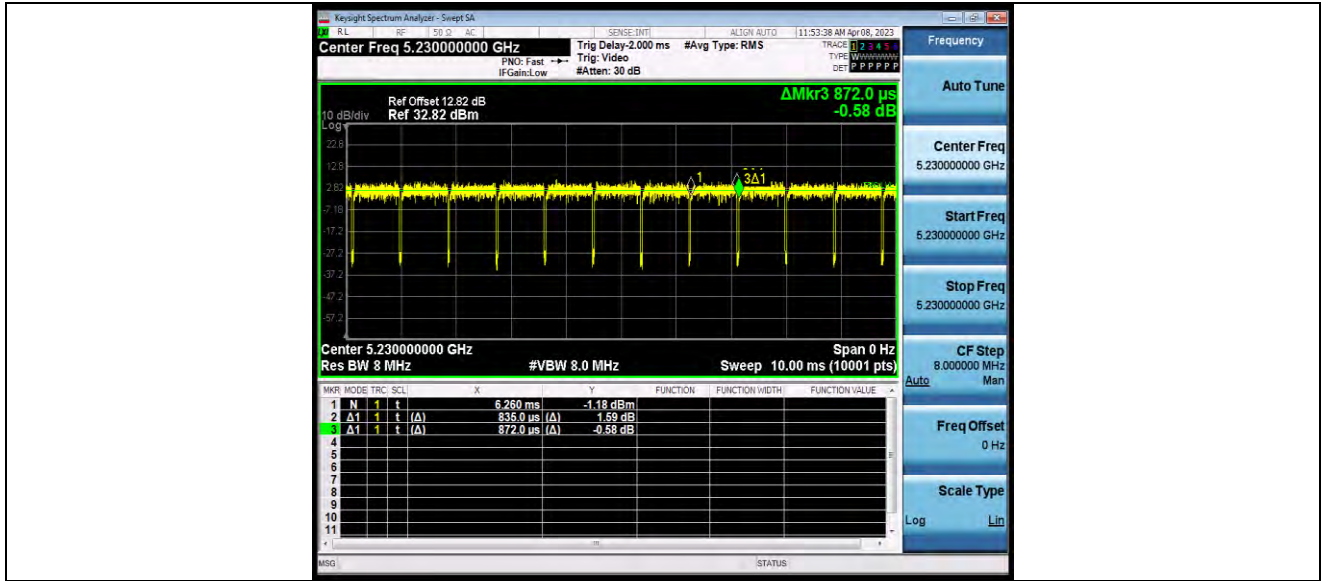 Keysight Spectrum Analyzer - Swept SA
RL RF 50 Ω AC SENSE:INT ALIGN AUTO 11:53:38 AM Apr 08, 2023
Center Freq 5.230000000 GHz
PNO: Fast
IFGain:Low
Trig Delay-2.000 ms
Trig: Video
#Atten: 30 dB
#Avg Type: RMS
TRACE 1 2 3 4 5 6
TYPE WWWWWW
DET P P P P P P
ΔMkr3 872.0 µs
-0.58 dB
Ref Offset 12.82 dB
10 dB/div Ref 32.82 dBm
Log
22.8
12.8
2.82
-7.18
-17.2
-27.2
-37.2
-47.2
-57.2
1
3Δ1
Center 5.230000000 GHz Span 0 Hz
Res BW 8 MHz #VBW 8.0 MHz Sweep 10.00 ms (10001 pts)
MKR MODE TRC SCL X Y FUNCTION FUNCTION WIDTH FUNCTION VALUE
1 N 1 t 6.260 ms -1.18 dBm
2 Δ1 1 t (Δ) 835.0 µs (Δ) 1.59 dB
3 Δ1 1 t (Δ) 872.0 µs (Δ) -0.58 dB
4
5
6
7
8
9
10
11
MSG STATUS
Frequency
Auto Tune
Center Freq
5.230000000 GHz
Start Freq
5.230000000 GHz
Stop Freq
5.230000000 GHz
CF Step
8.000000 MHz
Auto Man
Freq Offset
0 Hz
Scale Type
Log Lin